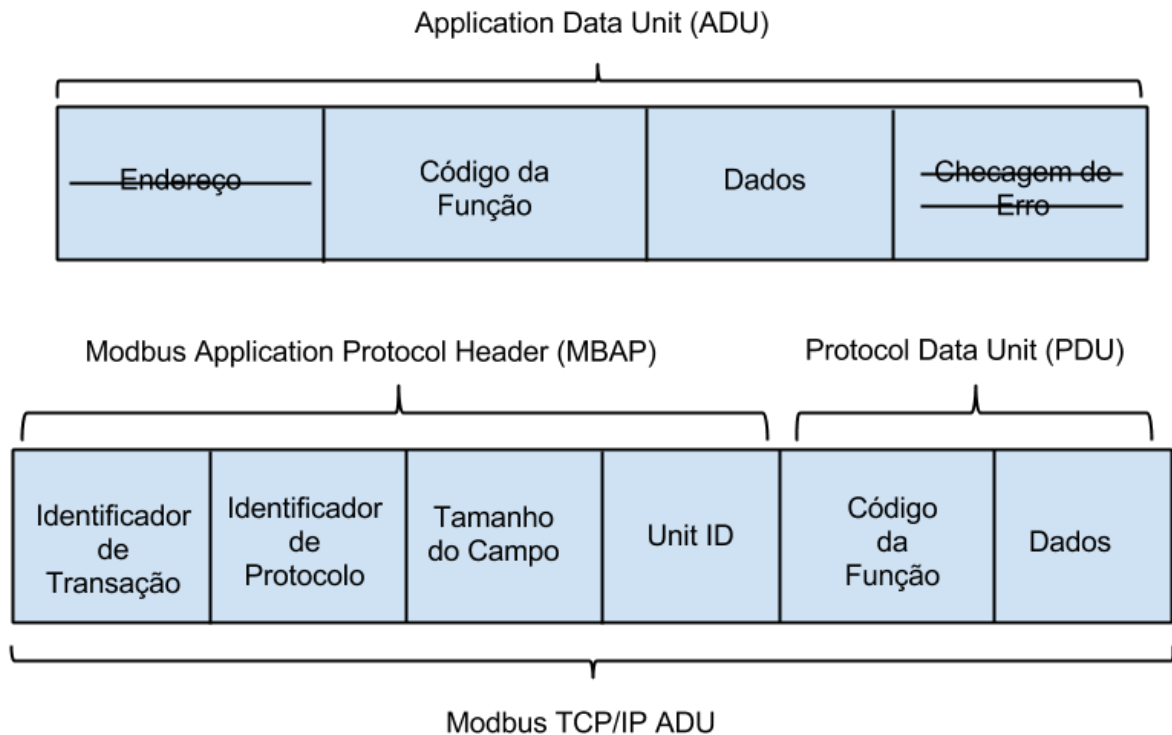 Application Data Unit (ADU)
Endereço
Código da
Função
Dados
Checagem de
Erro
Modbus Application Protocol Header (MBAP)
Protocol Data Unit (PDU)
Identificador
de
Transação
Identificador
de
Protocolo
Tamanho
do Campo
Unit ID
Código
da
Função
Dados
Modbus TCP/IP ADU